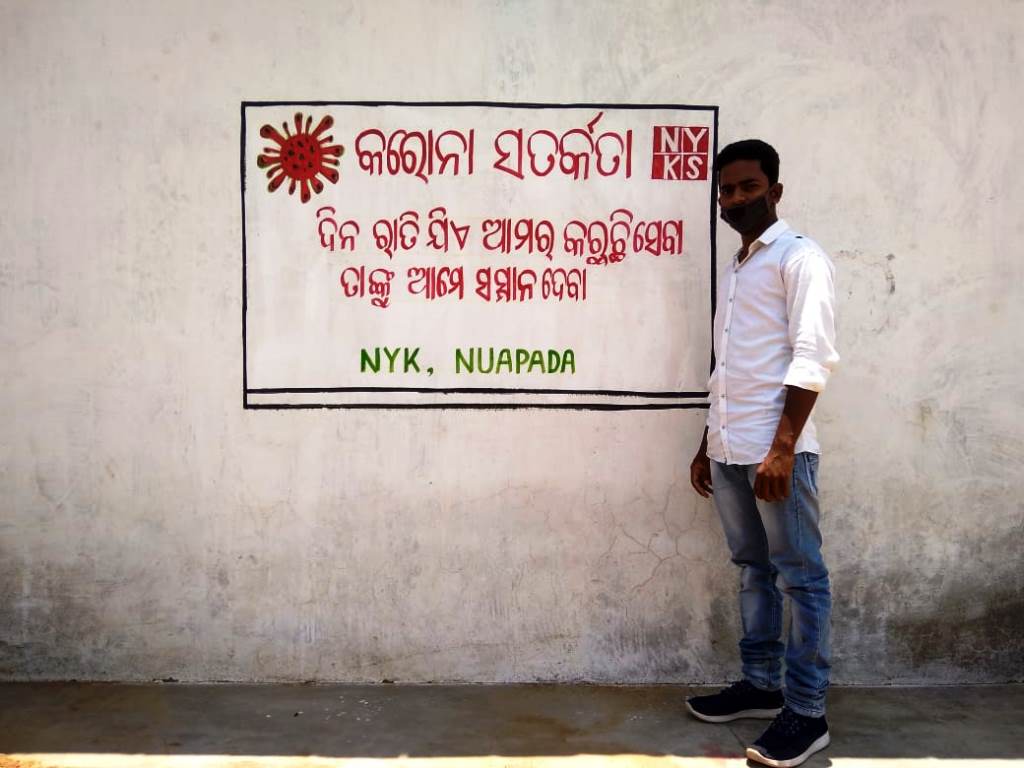 କରୋନା ସତର୍କତା
NY
KS
ଦିନ ରାତି ଯିଏ ଆମର୍ କରୁଚ୍ଛି ସେବା
ତାଙ୍କୁ ଆମେ ସମ୍ମାନ ଦେବା
NYK, NUAPADA